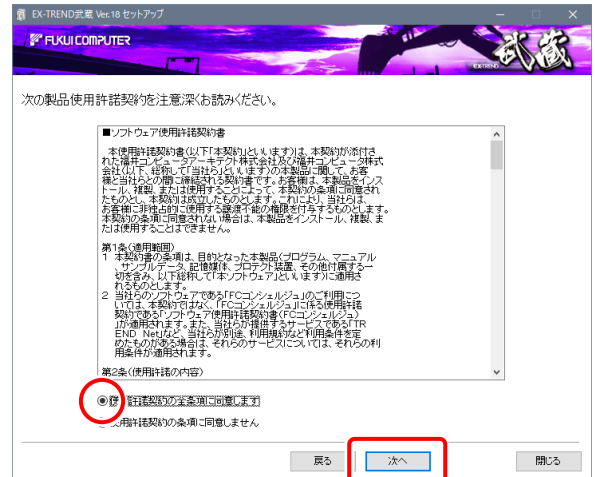 EX-TREND武蔵 Ver.18 セットアップ
FUKUI COMPUTER
武蔵
EX-TREND
次の製品使用許諾契約を注意深くお読みください。
■ソフトウェア使用許諾契約書
本使用許諾契約書(以下「本契約」といいます)は、本契約が添付さ
れた福井コンピュータアーキテクト株式会社及び福井コンピュータ株式
会社(以下、総称して「当社ら」といいます)の本製品に関して、お客
様と当社らとの間に締結される契約書です。お客様は、本製品をインス
トール、複製、または使用することによって、本契約の条項に同意され
たものとし、本契約は成立したものとします。これにより、当社らは、
お客様に非独占的に使用する譲渡不能の権限を付与するものとします。
本契約の条項に同意されない場合は、本製品をインストール、複製、ま
たは使用することはできません。
第1条(適用範囲)
1 本契約書の条項は、目的となった本製品(プログラム、マニュアル
、サンプルデータ、記憶媒体、プロテクト装置、その他付属する一
切を含み、以下総称して「本ソフトウェア」といいます)に適用さ
れるものとします。
2 当社らのソフトウェアである「FCコンシェルジュ」のご利用につ
いては、本契約ではなく、「FCコンシェルジュ」に係る使用許諾
契約である「ソフトウェア使用許諾契約書(FCコンシェルジュ)
」が適用されます。また、当社らが提供するサービスである「TR
END Net」など、当社らが別途、利用規約など利用条件を定
めたものがある場合は、それらのサービスについては、それらの利
用条件が適用されます。
第2条(使用許諾の内容)
許諾契約の全条項に同意します
用許諾契約の条項に同意しません
戻る
次へ
閉じる